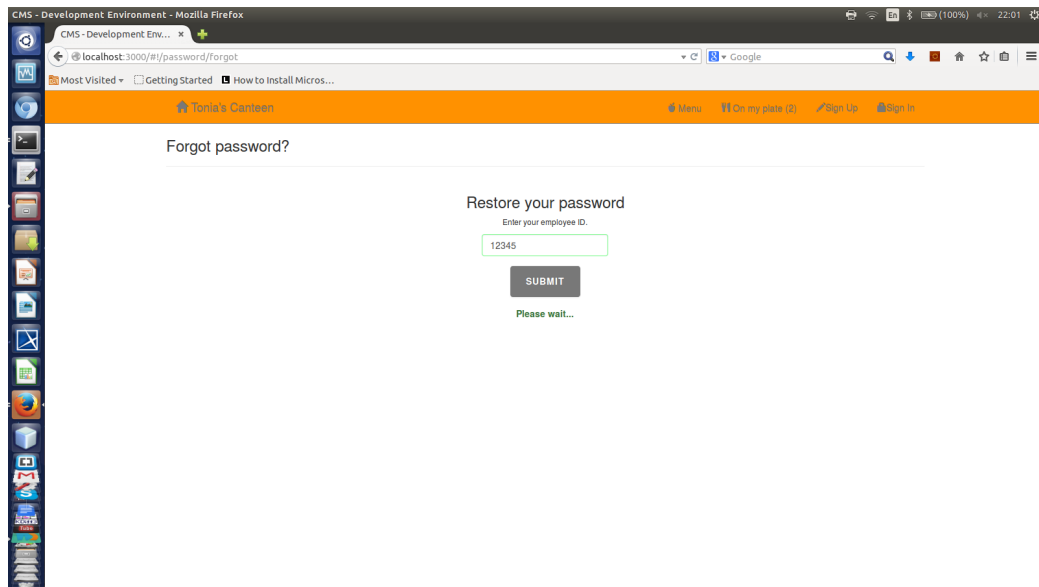 CMS - Development Environment - Mozilla Firefox
En (100%) 22:01
CMS - Development Env...
localhost:3000/#!/password/forgot
Google
Most Visited Getting Started How to Install Micros...
Tonia's Canteen Menu On my plate (2) Sign Up Sign In
Forgot password?
Restore your password
Enter your employee ID.
12345
SUBMIT
Please wait...